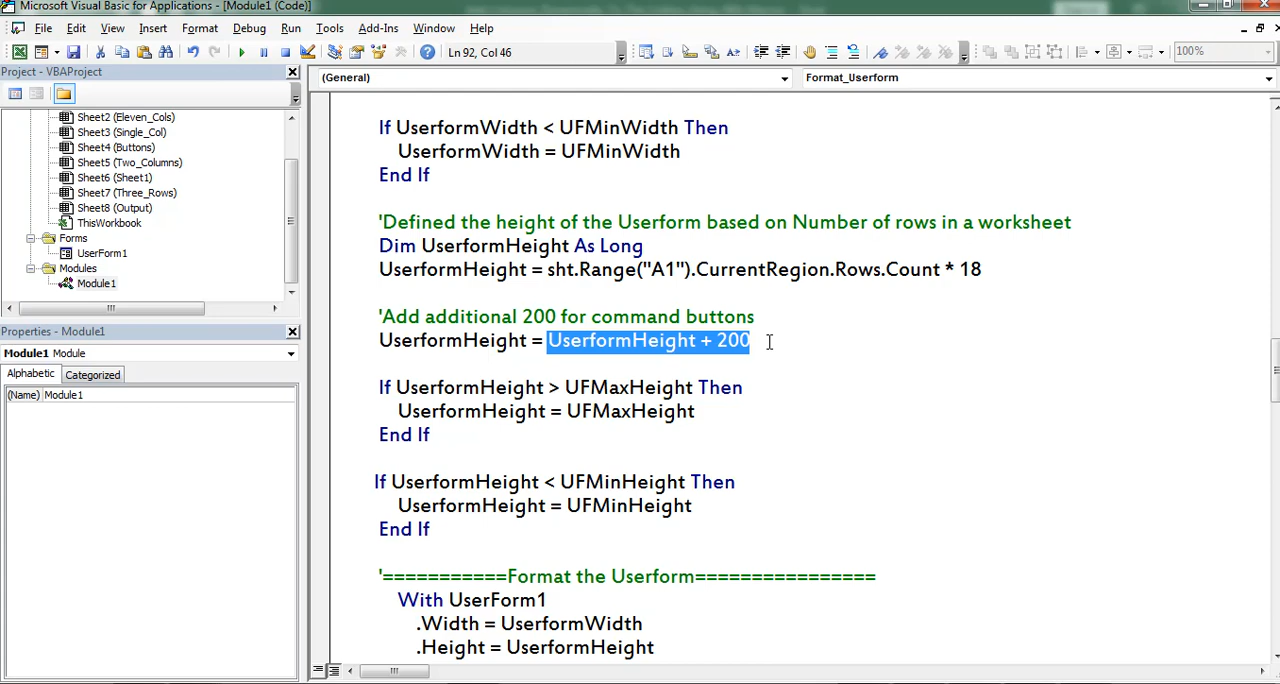 Microsoft Visual Basic for Applications - [Module1 (Code)]
File Edit View Insert Format Debug Run Tools Add-Ins Window Help
Ln 92, Col 46
100%
Project - VBAProject
(General)
Format_Userform
Sheet2 (Eleven_Cols)
Sheet3 (Single_Col)
Sheet4 (Buttons)
Sheet5 (Two_Columns)
Sheet6 (Sheet1)
Sheet7 (Three_Rows)
Sheet8 (Output)
ThisWorkbook
Forms
UserForm1
Modules
Module1
Properties - Module1
Module1 Module
Alphabetic Categorized
(Name) Module1
If UserformWidth < UFMinWidth Then
UserformWidth = UFMinWidth
End If
'Defined the height of the Userform based on Number of rows in a worksheet
Dim UserformHeight As Long
UserformHeight = sht.Range("A1").CurrentRegion.Rows.Count * 18
'Add additional 200 for command buttons
UserformHeight = UserformHeight + 200
If UserformHeight > UFMaxHeight Then
UserformHeight = UFMaxHeight
End If
If UserformHeight < UFMinHeight Then
UserformHeight = UFMinHeight
End If
'===========Format the Userform================
With UserForm1
.Width = UserformWidth
.Height = UserformHeight